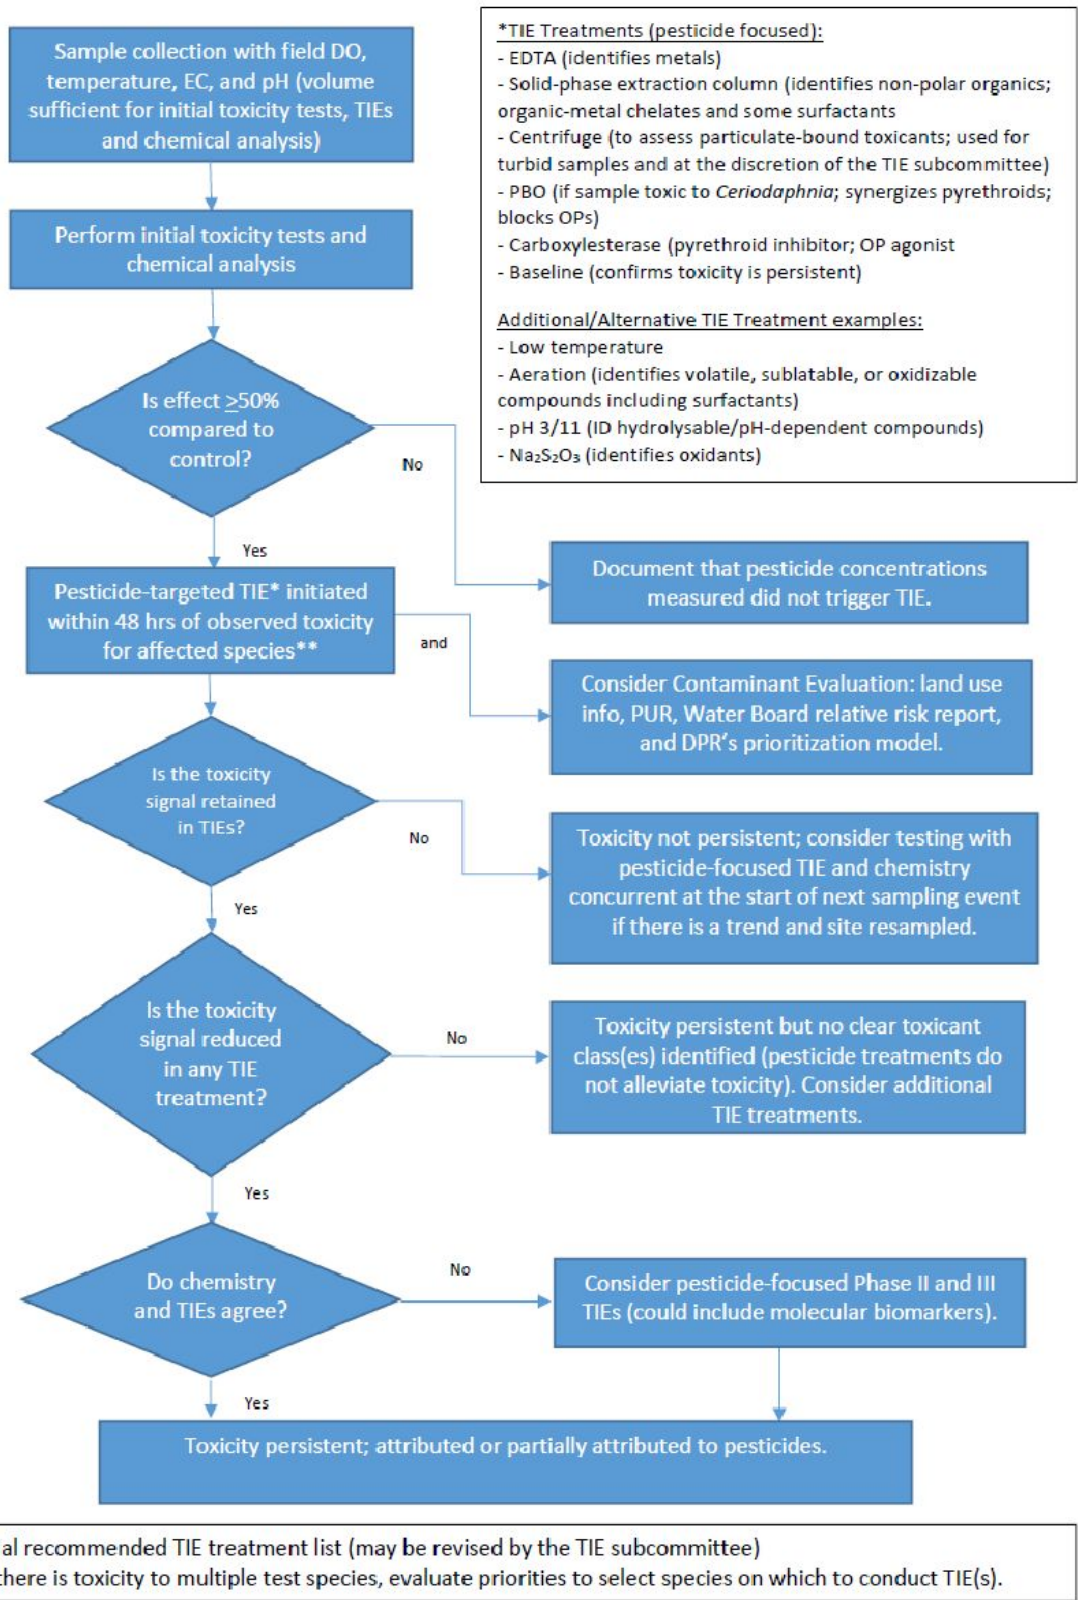 Sample collection with field DO,
temperature, EC, and pH (volume
sufficient for initial toxicity tests, TIEs
and chemical analysis)
*TIE Treatments (pesticide focused):
- EDTA (identifies metals)
- Solid-phase extraction column (identifies non-polar organics;
organic-metal chelates and some surfactants
- Centrifuge (to assess particulate-bound toxicants; used for
turbid samples and at the discretion of the TIE subcommittee)
- PBO (if sample toxic to Ceriodaphnia; synergizes pyrethroids;
blocks OPs)
- Carboxylesterase (pyrethroid inhibitor; OP agonist
- Baseline (confirms toxicity is persistent)
Additional/Alternative TIE Treatment examples:
- Low temperature
- Aeration (identifies volatile, sublatable, or oxidizable
compounds including surfactants)
- pH 3/11 (ID hydrolysable/pH-dependent compounds)
- Na₂S₂O₃ (identifies oxidants)
Perform initial toxicity tests and
chemical analysis
Is effect ≥50%
compared to
control?
No
Yes
Document that pesticide concentrations
measured did not trigger TIE.
Pesticide-targeted TIE* initiated
within 48 hrs of observed toxicity
for affected species**
and
Consider Contaminant Evaluation: land use
info, PUR, Water Board relative risk report,
and DPR's prioritization model.
Is the toxicity
signal retained
in TIEs?
No
Yes
Toxicity not persistent; consider testing with
pesticide-focused TIE and chemistry
concurrent at the start of next sampling event
if there is a trend and site resampled.
Is the toxicity
signal reduced
in any TIE
treatment?
No
Yes
Toxicity persistent but no clear toxicant
class(es) identified (pesticide treatments do
not alleviate toxicity). Consider additional
TIE treatments.
Do chemistry
and TIEs agree?
No
Yes
Consider pesticide-focused Phase II and III
TIEs (could include molecular biomarkers).
Toxicity persistent; attributed or partially attributed to pesticides.
al recommended TIE treatment list (may be revised by the TIE subcommittee)
there is toxicity to multiple test species, evaluate priorities to select species on which to conduct TIE(s).